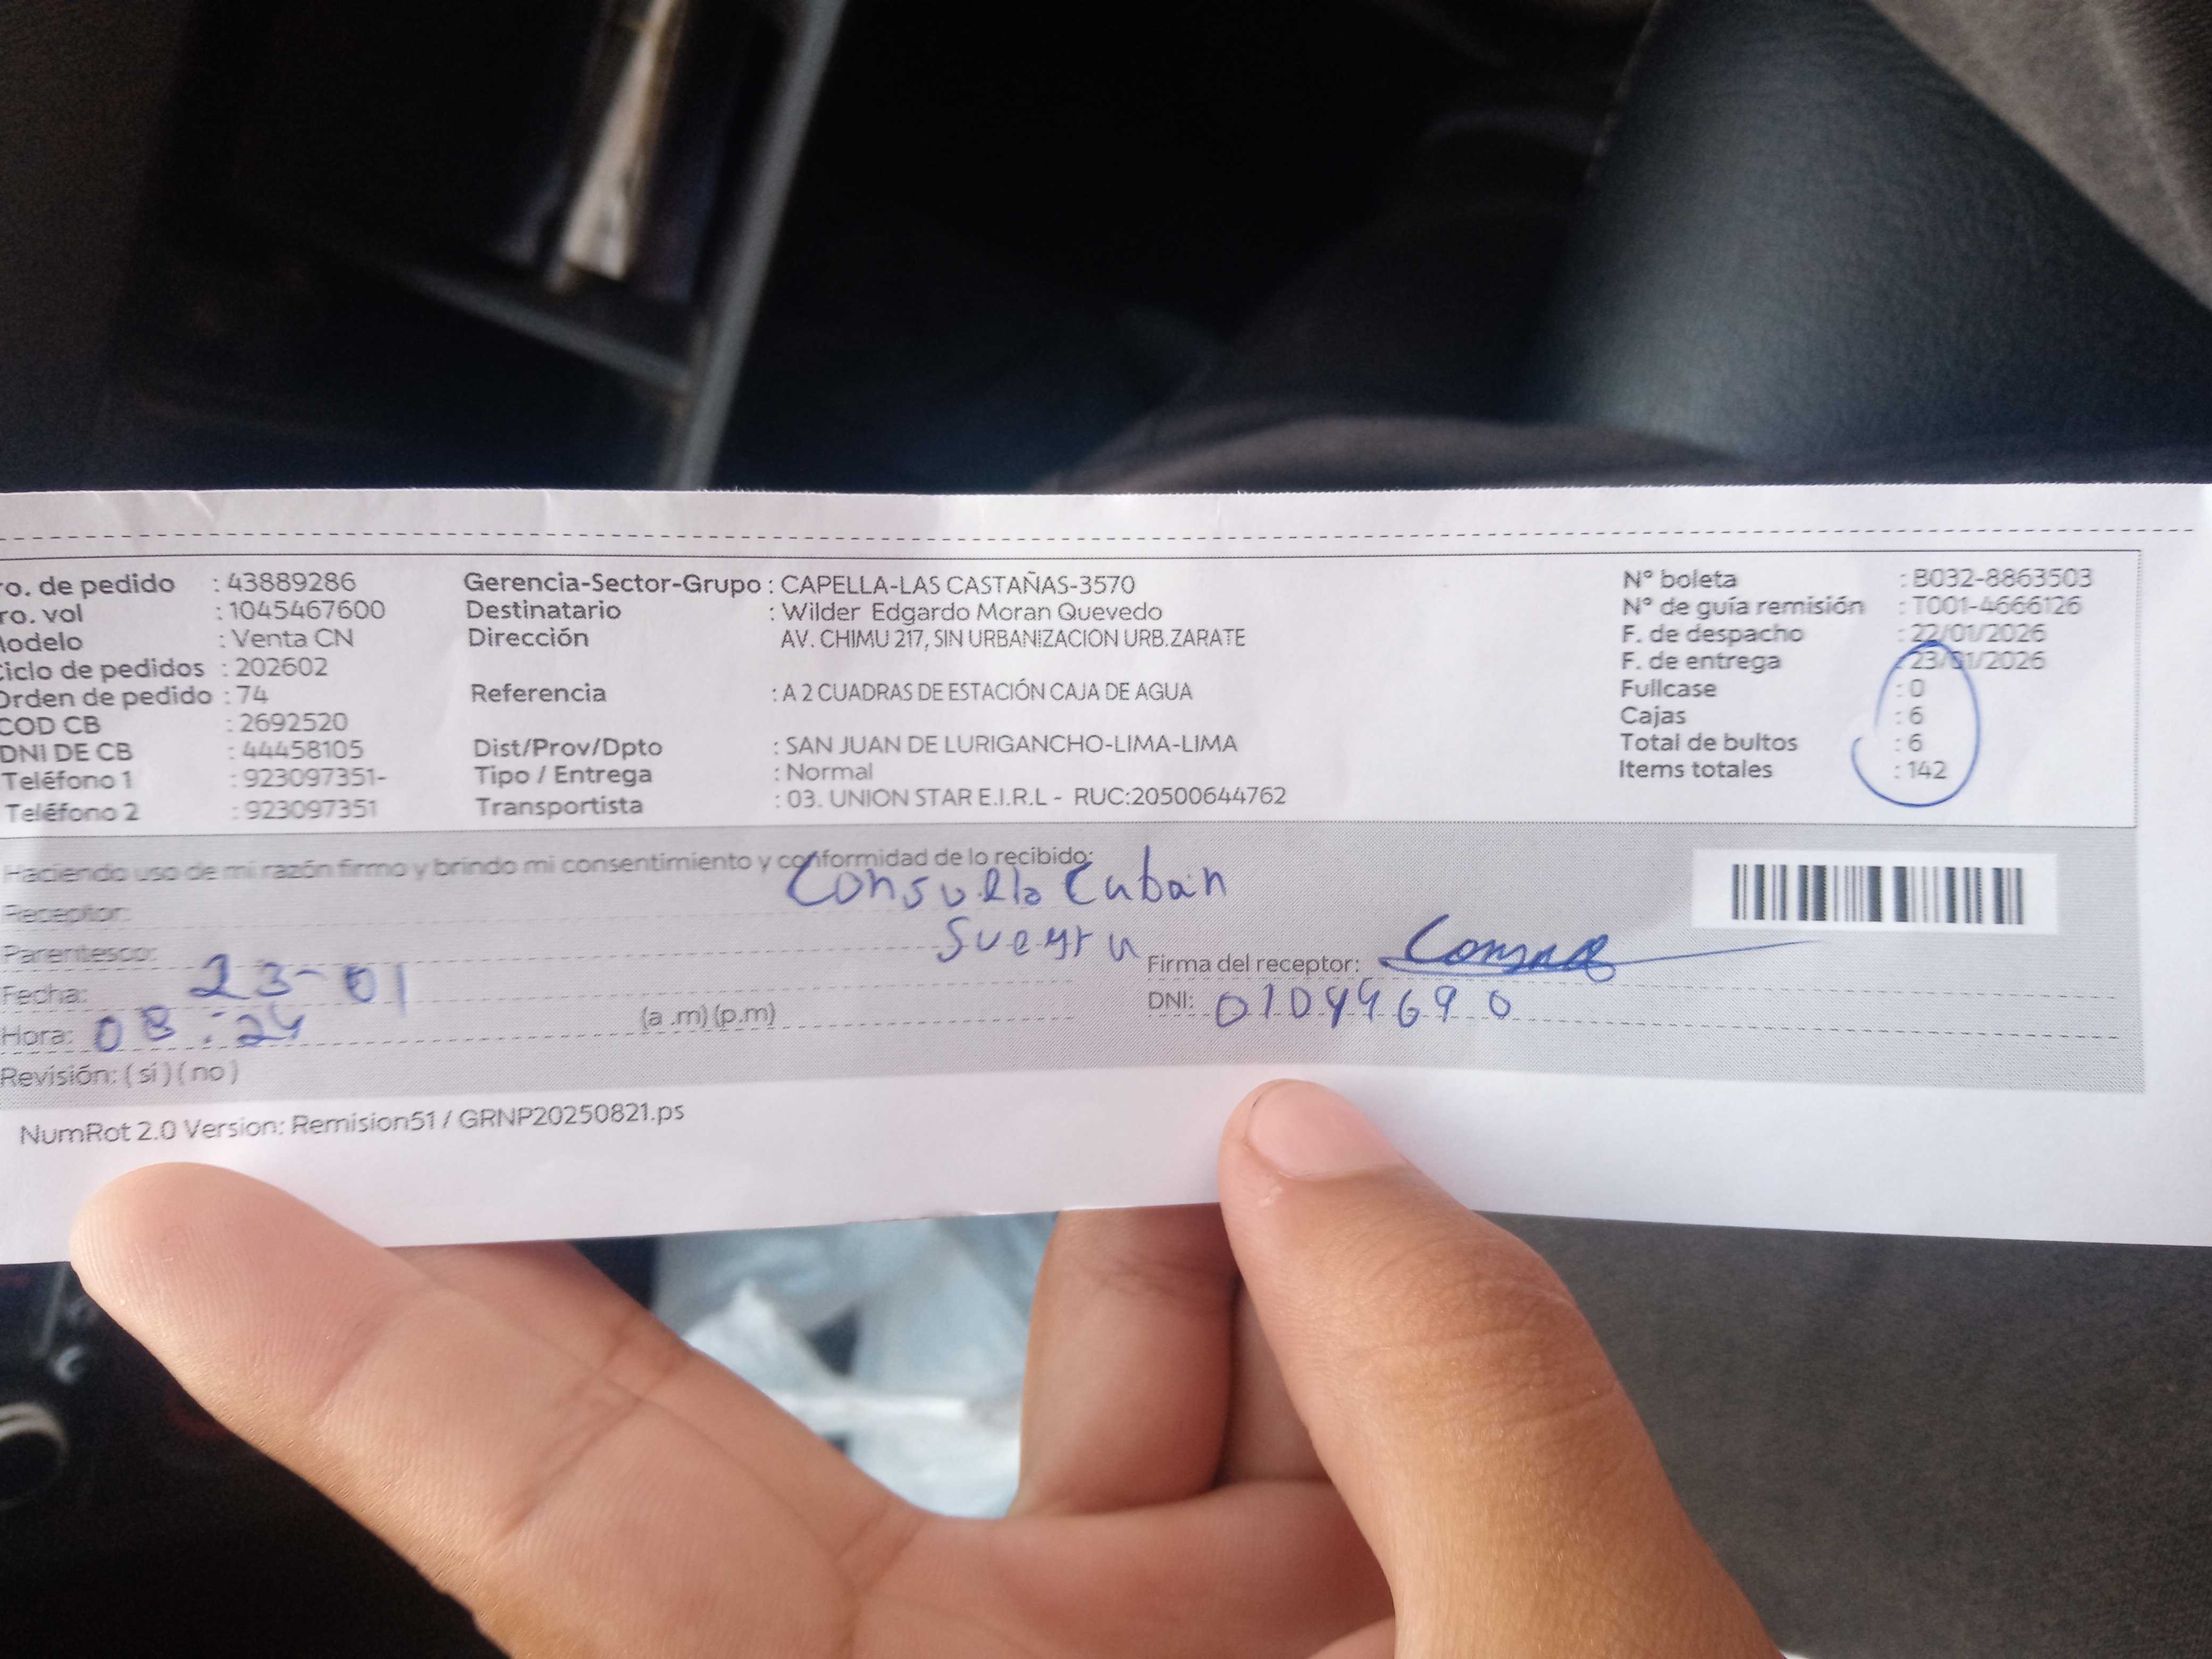 ro. de pedido : 43889286 Gerencia-Sector-Grupo : CAPELLA-LAS CASTAÑAS-3570 N° boleta : B032-8863503
ro. vol : 1045467600 Destinatario : Wilder Edgardo Moran Quevedo N° de guía remisión : T001-4666126
Modelo : Venta CN Dirección AV. CHIMU 217, SIN URBANIZACION URB.ZARATE F. de despacho : 22/01/2026
Ciclo de pedidos : 202602 F. de entrega : 23/01/2026
Orden de pedido : 74 Referencia : A 2 CUADRAS DE ESTACIÓN CAJA DE AGUA Fullcase : 0
COD CB : 2692520 Cajas : 6
DNI DE CB : 44458105 Dist/Prov/Dpto : SAN JUAN DE LURIGANCHO-LIMA-LIMA Total de bultos : 6
Teléfono 1 : 923097351- Tipo / Entrega : Normal Items totales : 142
Teléfono 2 : 923097351 Transportista : 03. UNION STAR E.I.R.L - RUC:20500644762
Haciendo uso de mi razón firmo y brindo mi consentimiento y conformidad de lo recibido:
Receptor: Consuelo Cuban
Parentesco: Suegra Firma del receptor:
Fecha: 23-01 DNI: 01044690
Hora: 08:24 (a .m) (p.m)
Revisión: ( si ) ( no )
NumRot 2.0 Version: Remision51 / GRNP20250821.ps